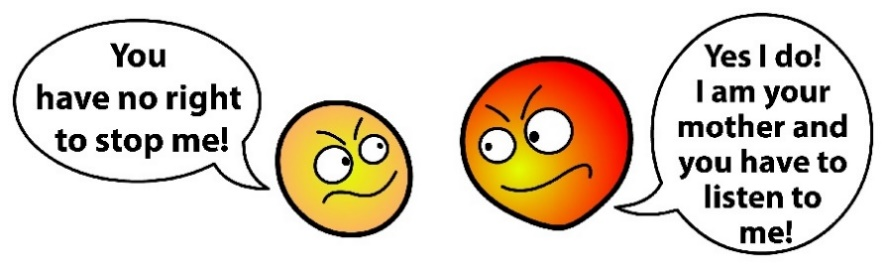 You
have no right
to stop me!
Yes I do!
I am your
mother and
you have to
listen to
me!